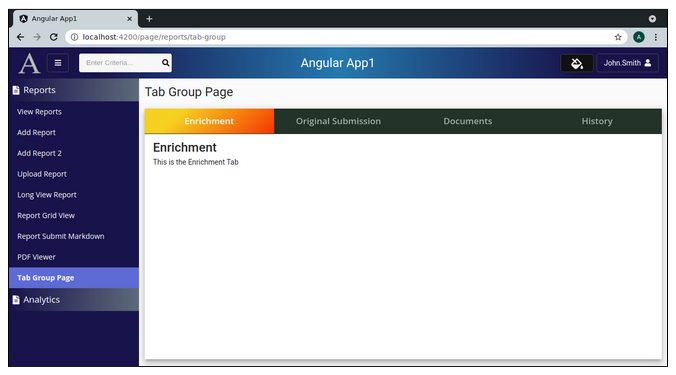 Angular App1
localhost:4200/page/reports/tab-group
A
A
Enter Criteria...
Angular App1
John.Smith
Reports
View Reports
Add Report
Add Report 2
Upload Report
Long View Report
Report Grid View
Report Submit Markdown
PDF Viewer
Tab Group Page
Analytics
Tab Group Page
Enrichment
Original Submission
Documents
History
Enrichment
This is the Enrichment Tab